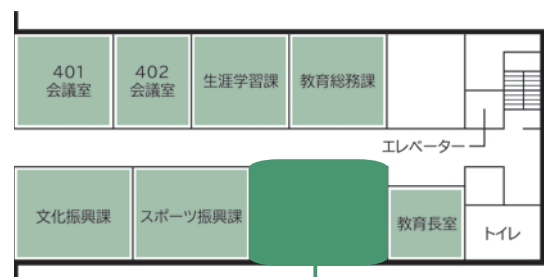 401
会議室
402
会議室
生涯学習課
教育総務課
エレベーター
文化振興課
スポーツ振興課
教育長室
トイレ